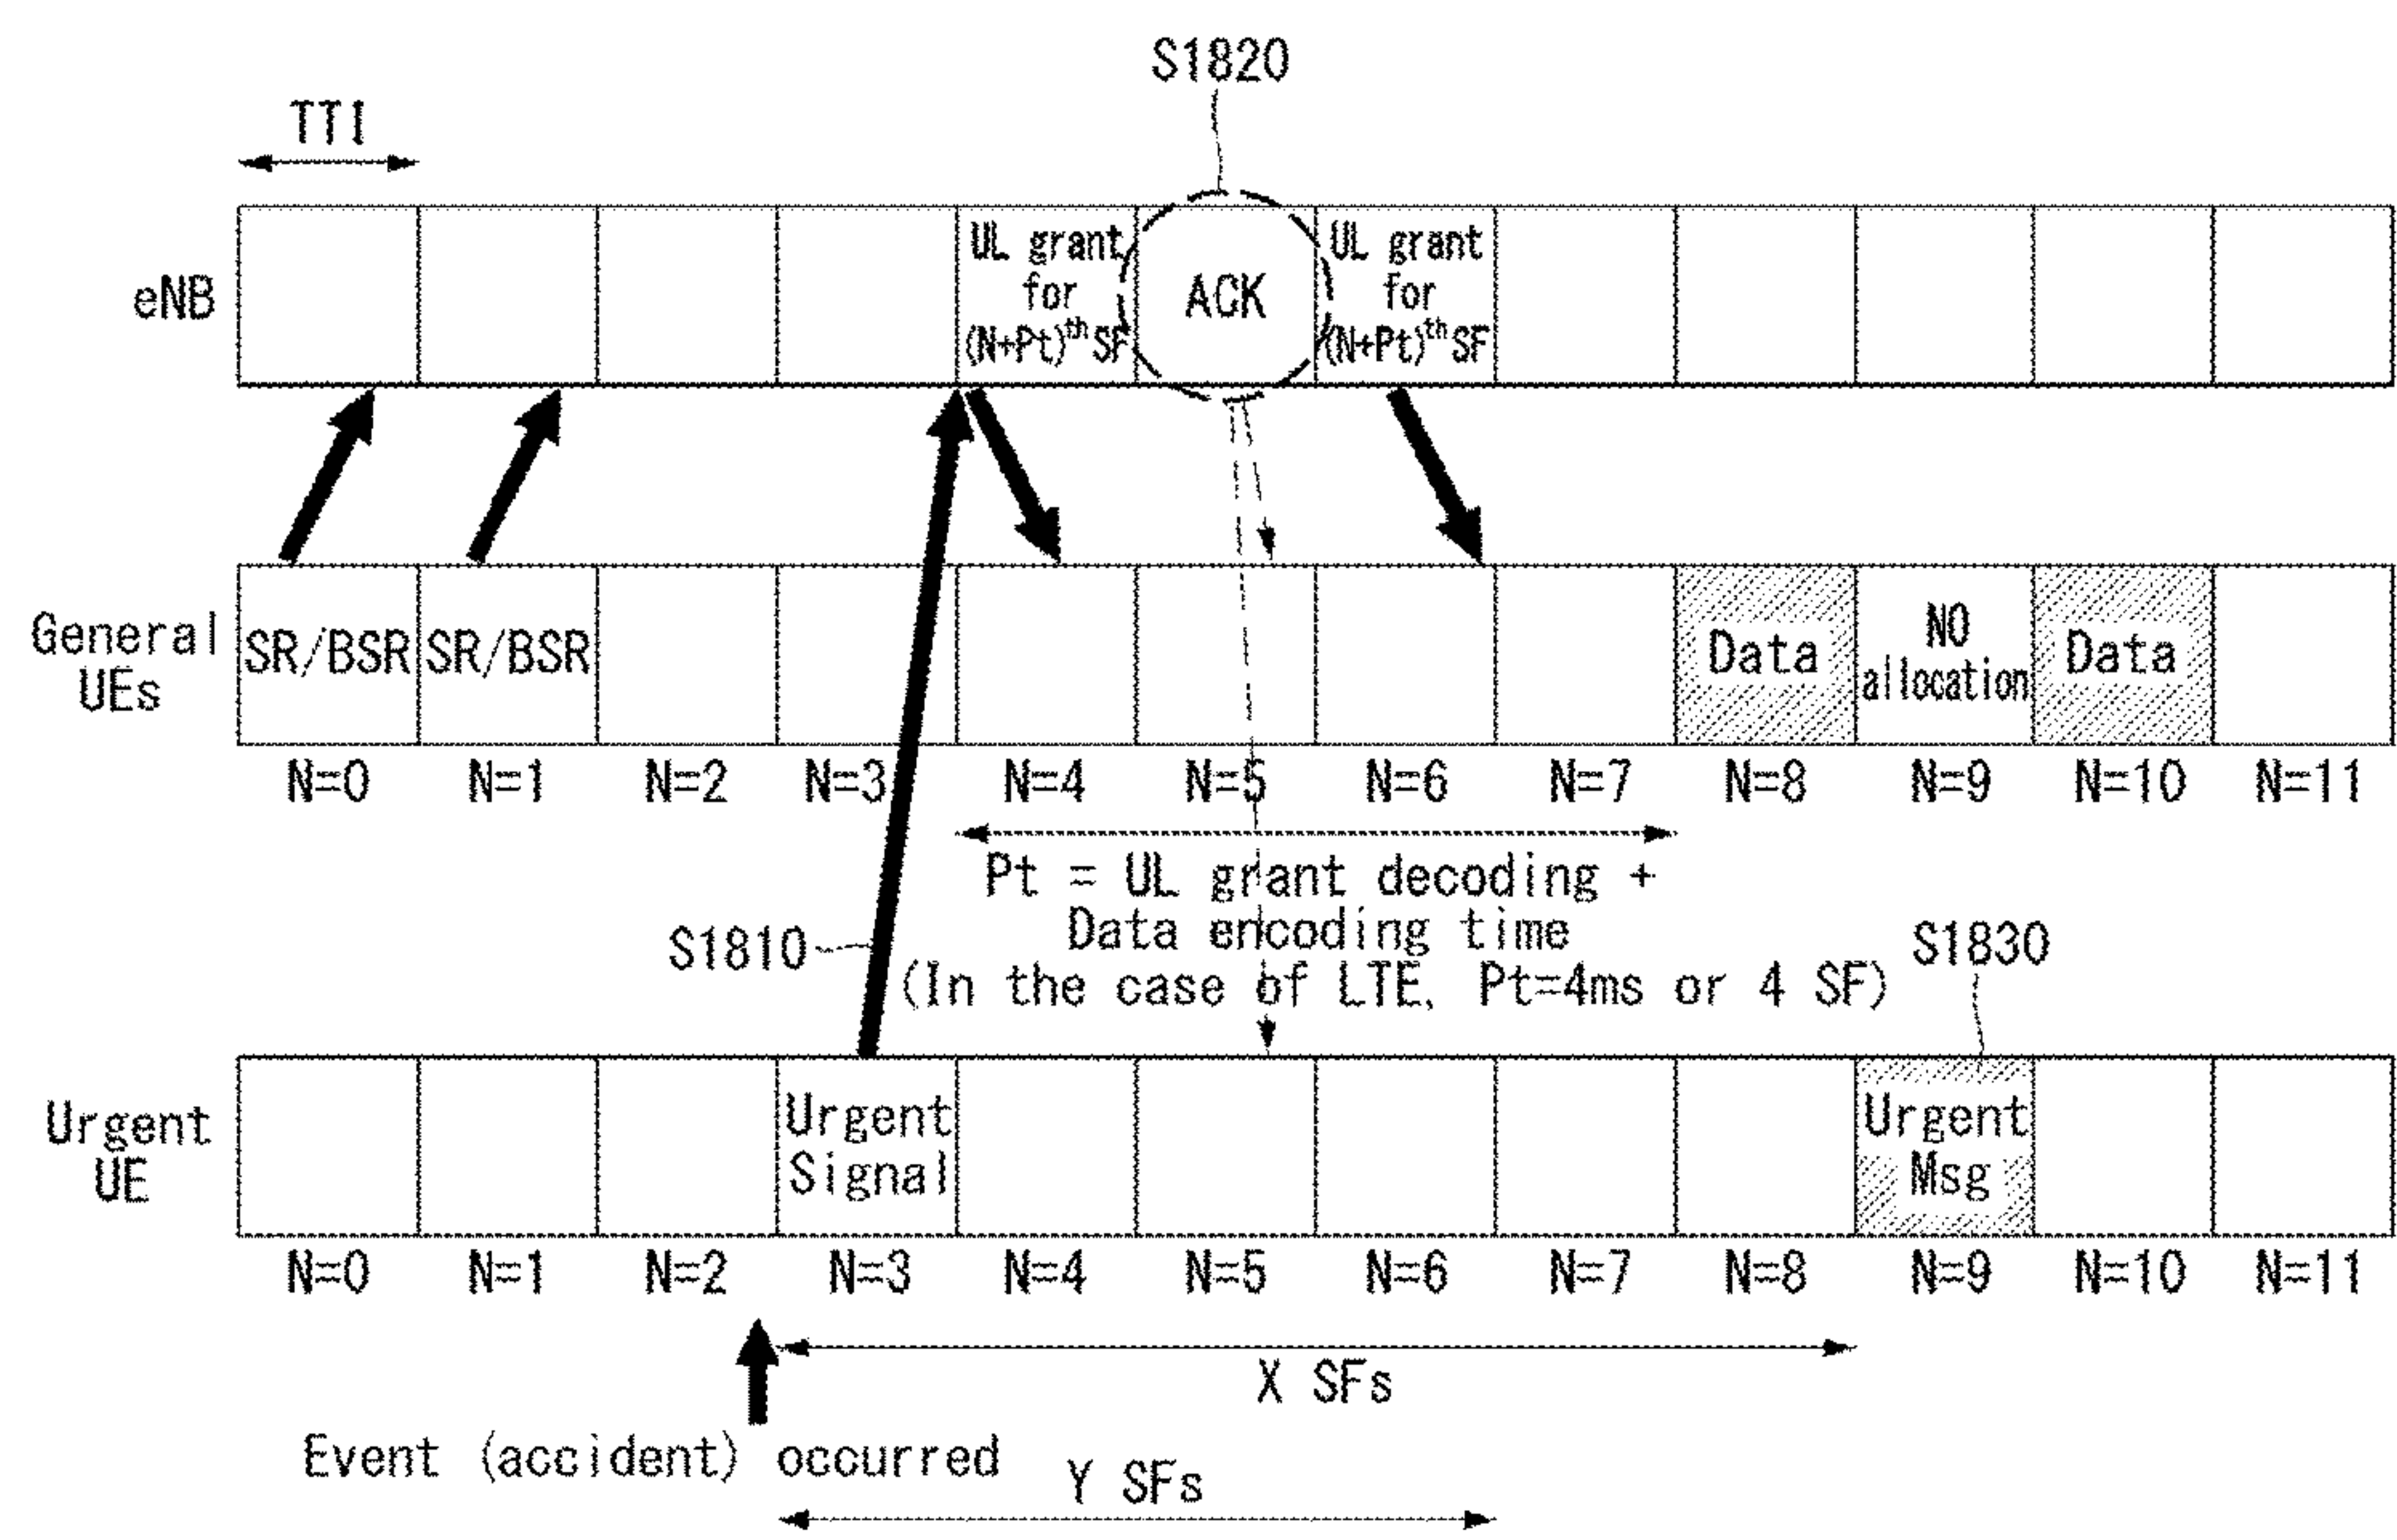 S1820
TTI
eNB
UL grant
for
(N+Pt)th SF
ACK
UL grant
for
(N+Pt)th SF
General
UEs
SR/BSR
SR/BSR
Data
NO
allocation
Data
N=0 N=1 N=2 N=3 N=4 N=5 N=6 N=7 N=8 N=9 N=10 N=11
Pt = UL grant decoding +
Data encoding time
(In the case of LTE, Pt=4ms or 4 SF)
S1810
S1830
Urgent
UE
Urgent
Signal
Urgent
Msg
N=0 N=1 N=2 N=3 N=4 N=5 N=6 N=7 N=8 N=9 N=10 N=11
X SFs
Event (accident) occurred
Y SFs